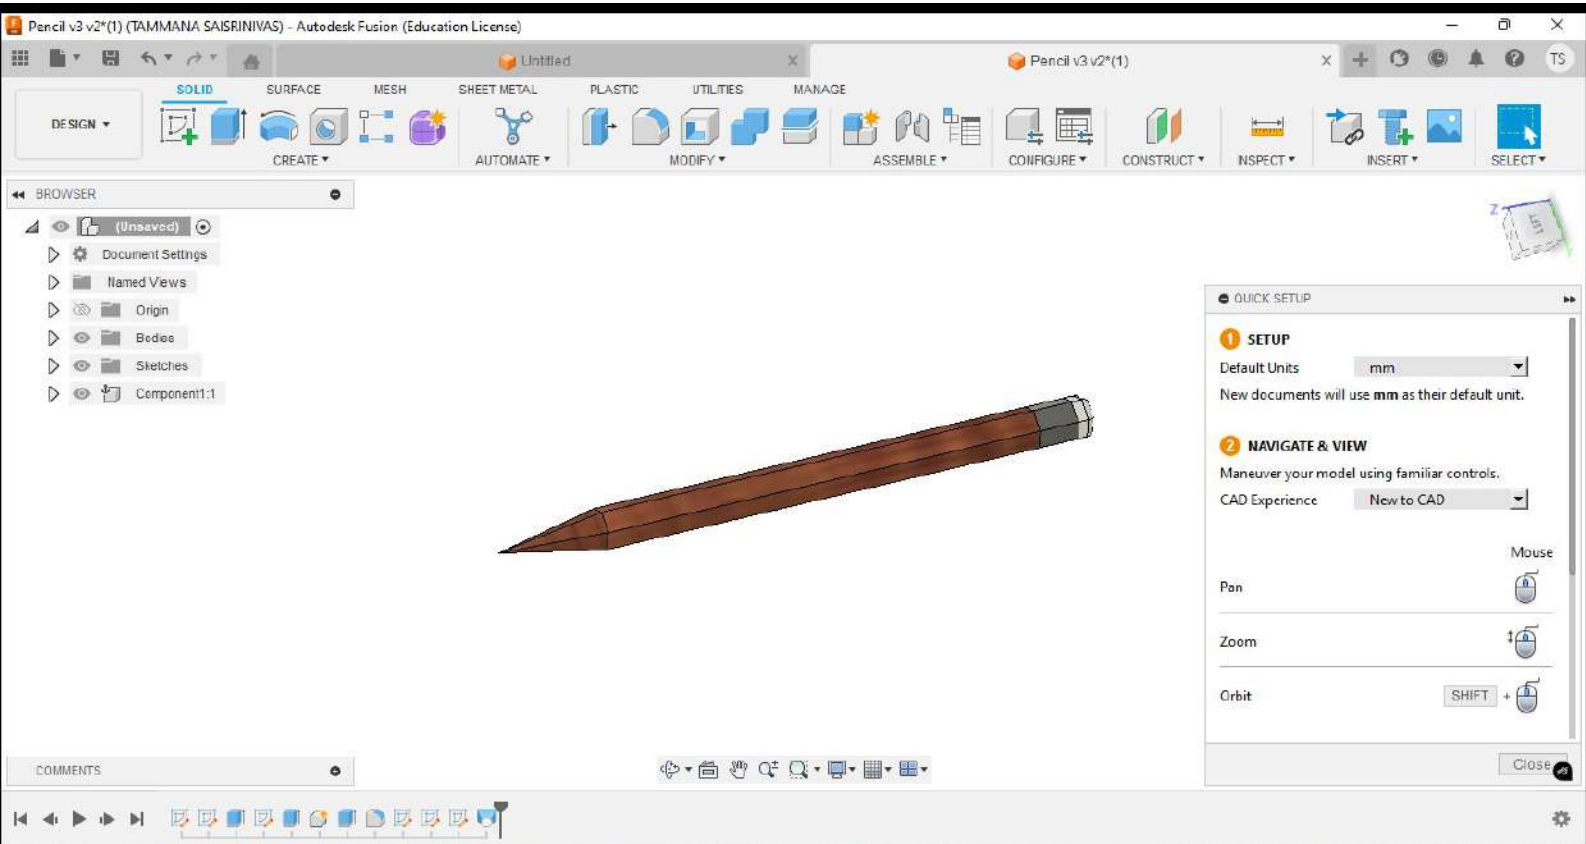 Pencil v3 v2*(1) (TAMMANA SAISRINIVAS) - Autodesk Fusion (Education License)
Untitled
Pencil v3 v2*(1)
TS
SOLID SURFACE MESH SHEET METAL PLASTIC UTILITIES MANAGE
DESIGN
CREATE AUTOMATE MODIFY ASSEMBLE CONFIGURE CONSTRUCT INSPECT INSERT SELECT
BROWSER
(Unsaved)
Document Settings
Named Views
Origin
Bodies
Sketches
Component1:1
Z
LEFT
Y
QUICK SETUP
1 SETUP
Default Units mm
New documents will use mm as their default unit.
2 NAVIGATE & VIEW
Maneuver your model using familiar controls.
CAD Experience New to CAD
Mouse
Pan
Zoom
Orbit SHIFT +
Close
COMMENTS